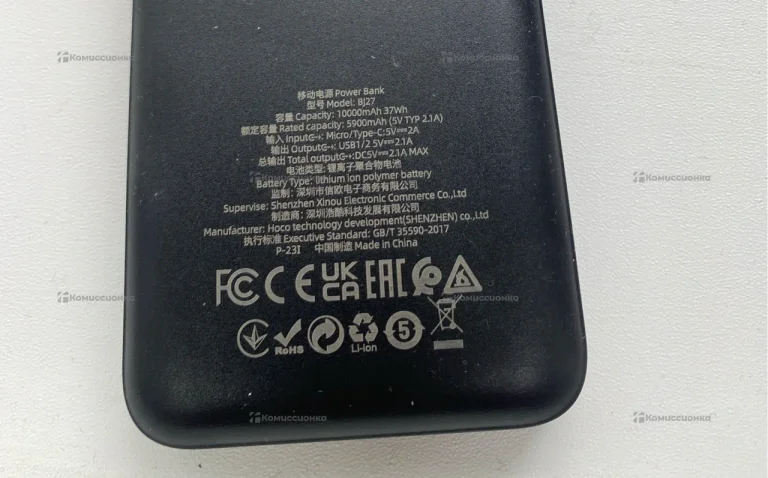 移动电源 Power Bank
型号 Model: BJ27
容量 Capacity: 10000mAh 37Wh
额定容量 Rated capacity: 5900mAh (5V TYP 2.1A)
输入 Input: Micro/Type-C:5V⎓2A
输出 Output: USB1/2 5V⎓2.1A
总输出 Total output:DC5V⎓2.1A MAX
电池类型: 锂离子聚合物电池
Battery Type: lithium ion polymer battery
监制: 深圳市信欧电子商务有限公司
Supervise: Shenzhen Xinou Electronic Commerce Co.,Ltd
制造商: 深圳浩酷科技发展有限公司
Manufacturer: Hoco technology development(SHENZHEN) co.,Ltd
执行标准 Executive Standard: GB/T 35590-2017
P-23I 中国制造 Made in China
FC CE UK CA EAC
RoHS Li-ion 5
Комиссионка
Комиссионка
Комиссионка
Комиссионка
Комиссионка
Комиссионка
Комиссионка
Комиссионка
Комиссионка